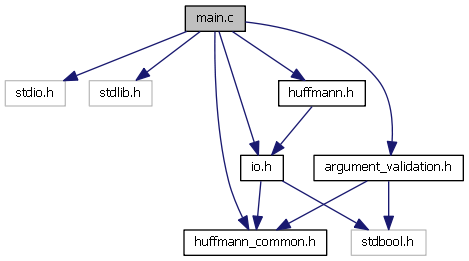 main.c
stdio.h
stdlib.h
huffmann.h
io.h
argument_validation.h
huffmann_common.h
stdbool.h